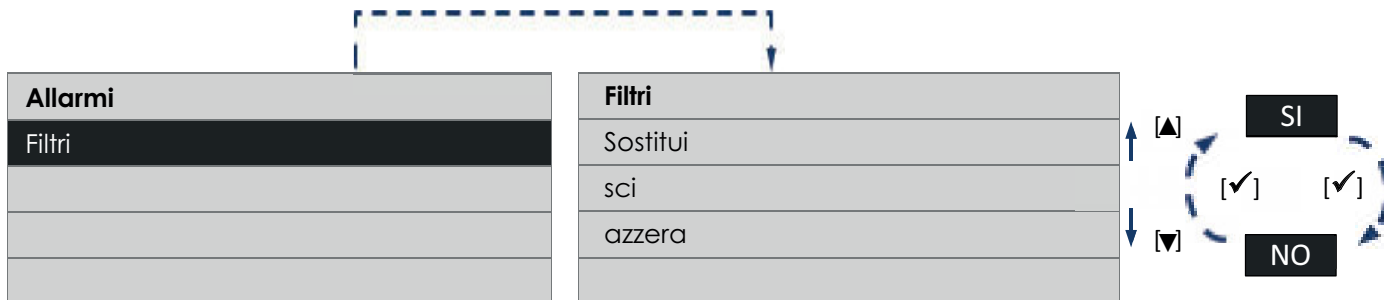 Allarmi
Filtri
Filtri
Sostitui
sci
azzera
[▲]
[▼]
SI
[✓] [✓]
NO